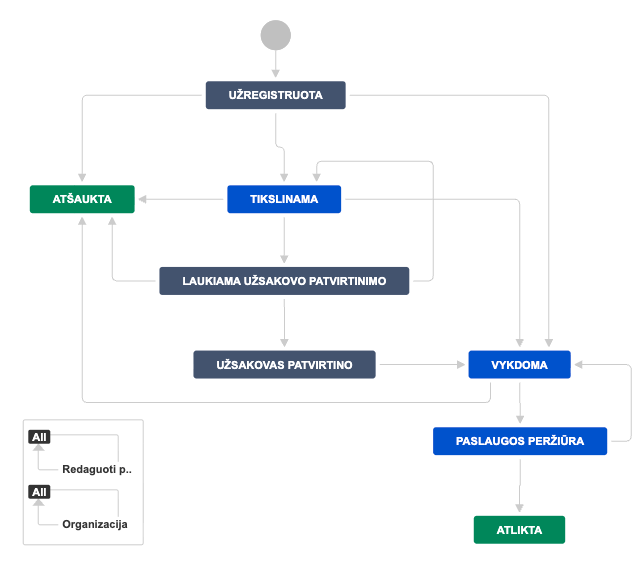 UŽREGISTRUOTA
ATŠAUKTA
TIKSLINAMA
LAUKIAMA UŽSAKOVO PATVIRTINIMO
UŽSAKOVAS PATVIRTINO
VYKDOMA
PASLAUGOS PERŽIŪRA
ATLIKTA
All
Redaguoti p..
All
Organizacija